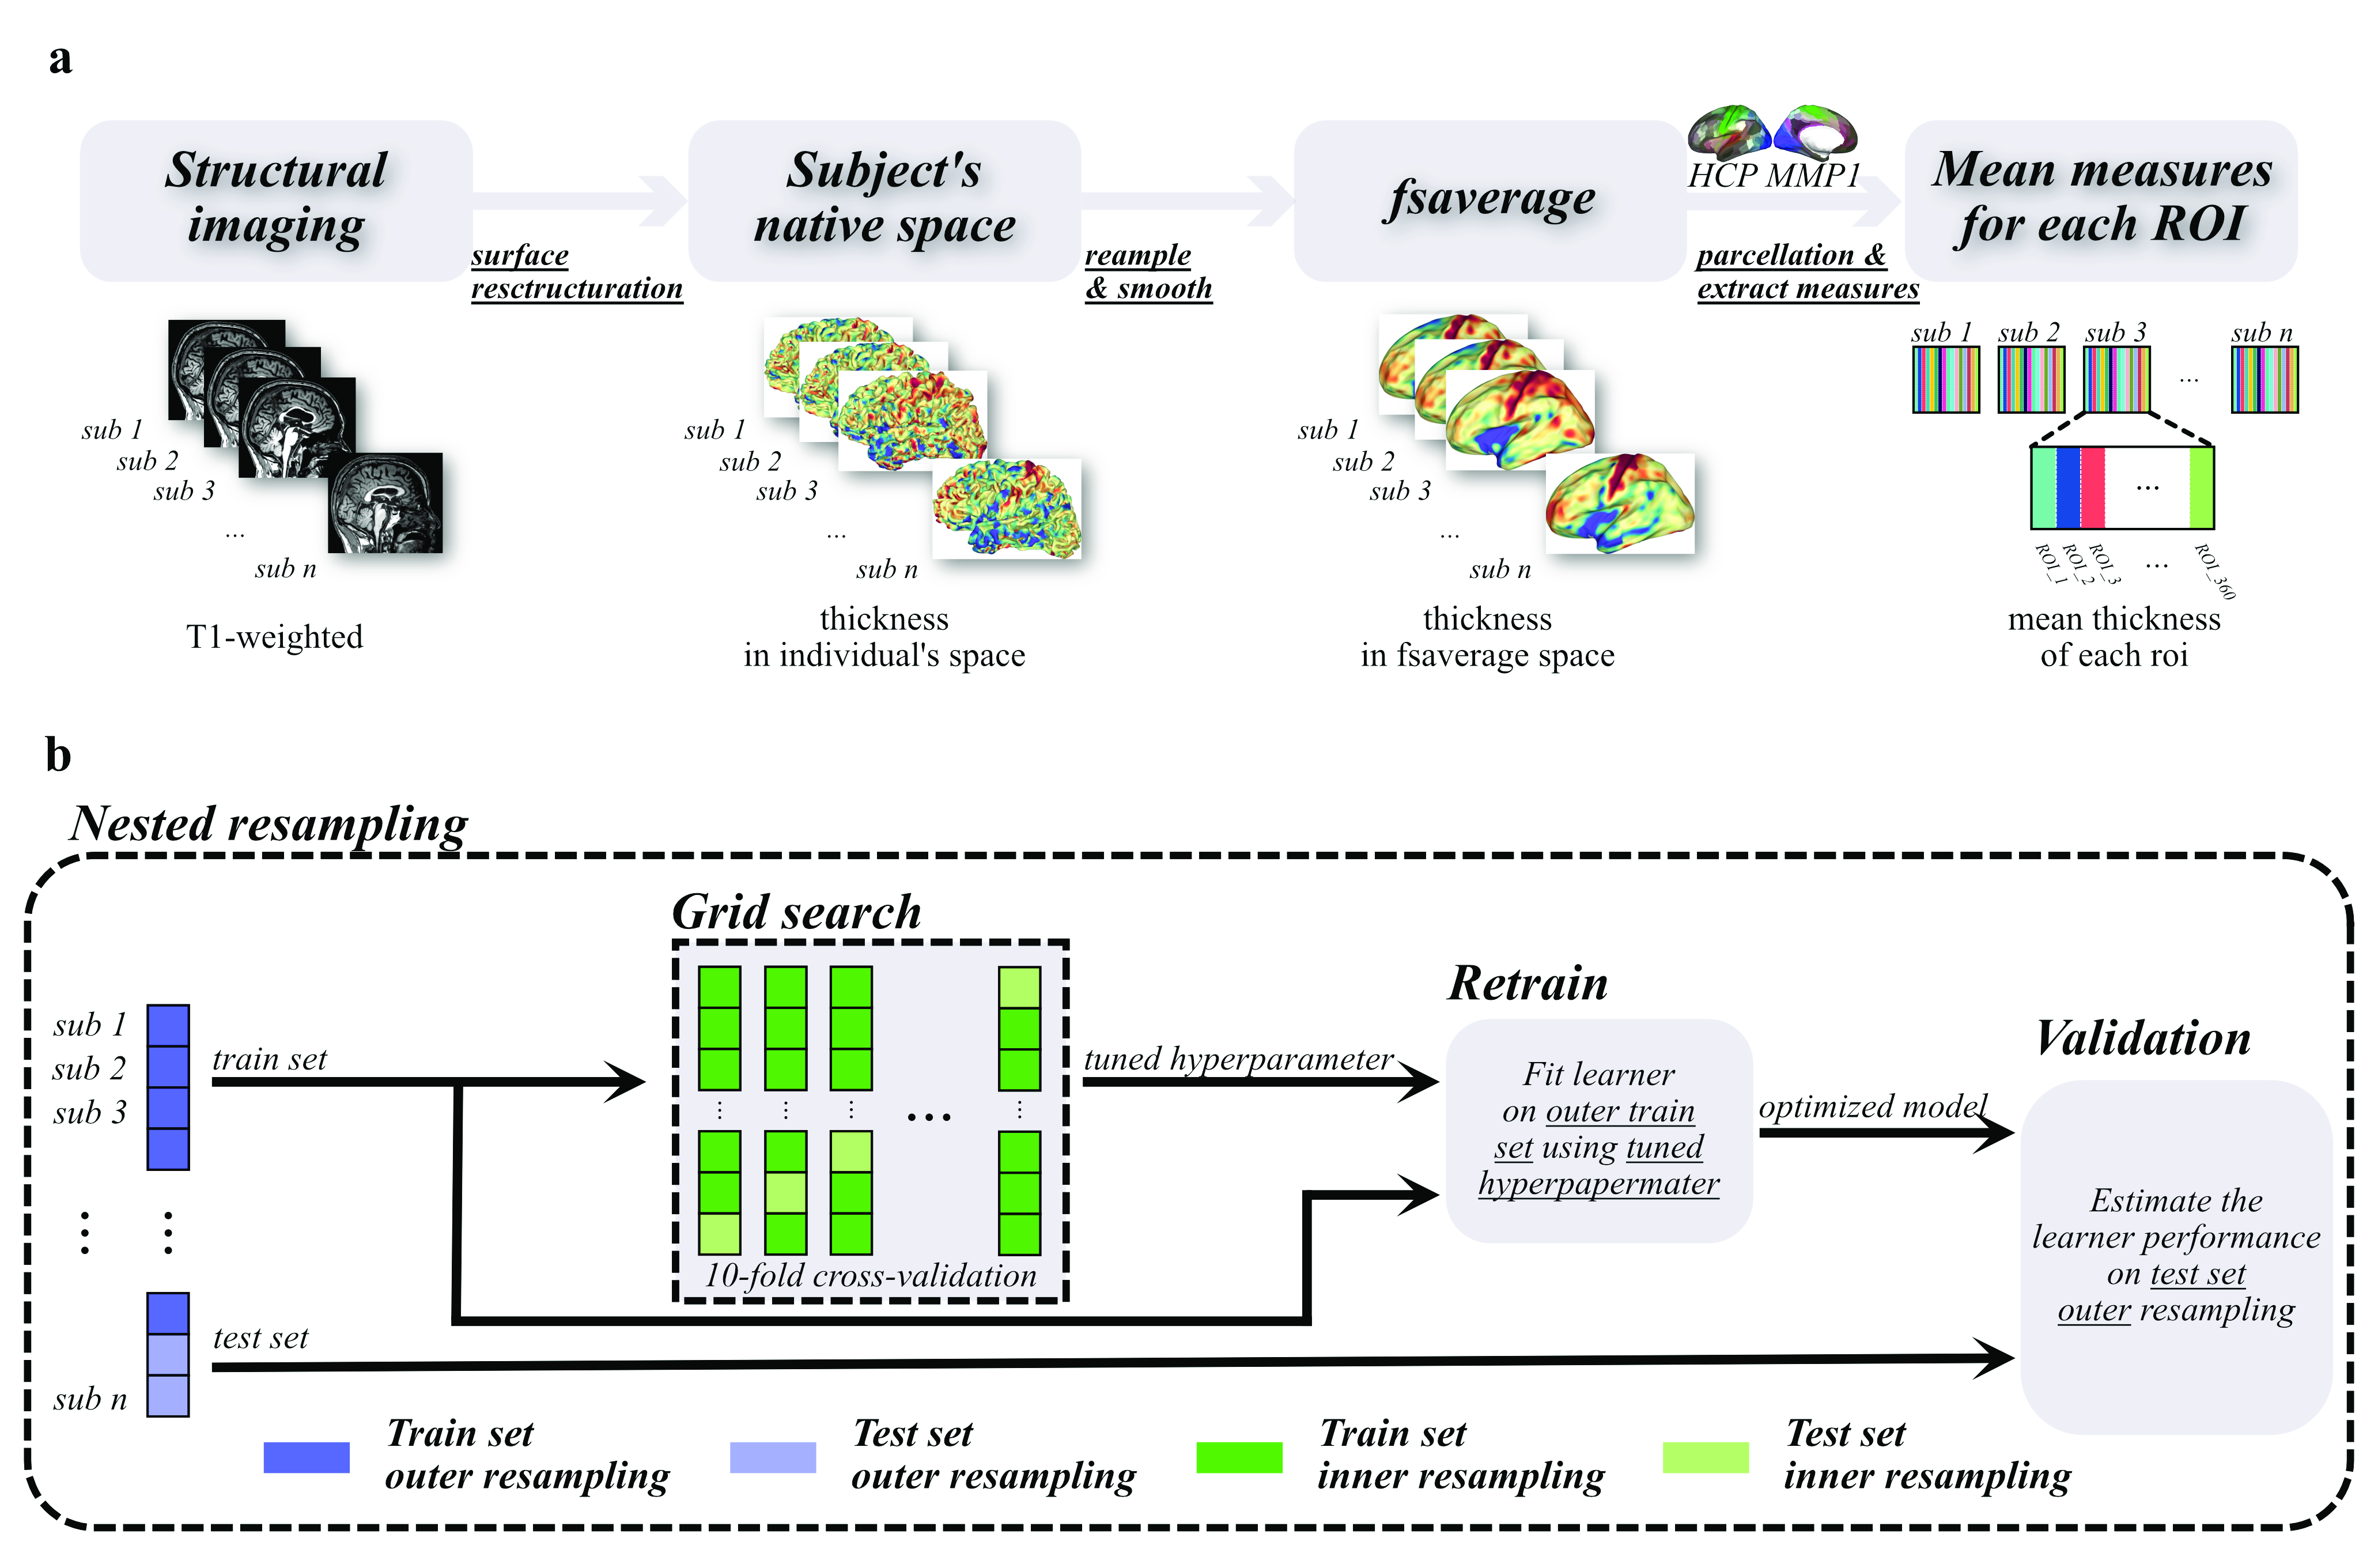 a
Structural
imaging
Subject's
native space
fsaverage
HCP MMP1
Mean measures
for each ROI
surface
resctructuration
reample
& smooth
parcellation &
extract measures
sub 1
sub 2
sub 3
...
sub n
T1-weighted
sub 1
sub 2
sub 3
...
sub n
thickness
in individual's space
sub 1
sub 2
sub 3
...
sub n
thickness
in fsaverage space
sub 1 sub 2 sub 3 ... sub n
...
ROI_1 ROI_2 ROI_3 ... ROI_360
mean thickness
of each roi
b
Nested resampling
sub 1
sub 2
sub 3
sub n
train set
test set
Grid search
...
10-fold cross-validation
tuned hyperparameter
Retrain
Fit learner
on outer train
set using tuned
hyperpapermater
optimized model
Validation
Estimate the
learner performance
on test set
outer resampling
Train set
outer resampling
Test set
outer resampling
Train set
inner resampling
Test set
inner resampling